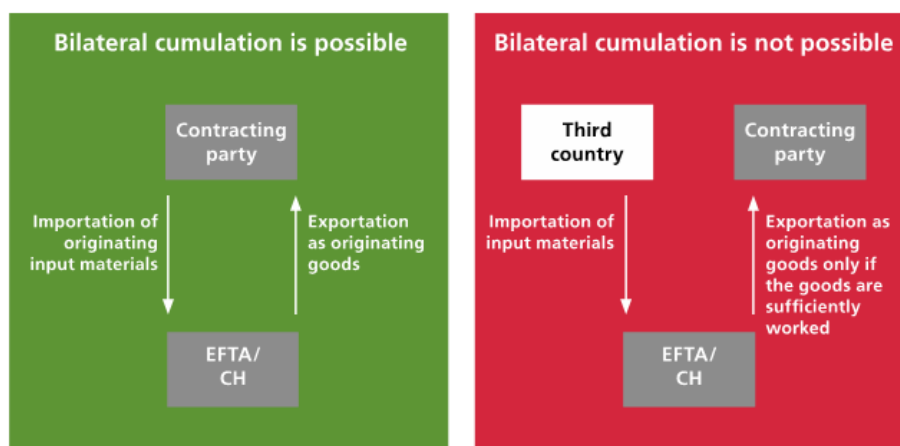 Bilateral cumulation is possible
Contracting
party
Importation of
originating
input materials
Exportation
as originating
goods
EFTA/
CH
Bilateral cumulation is not possible
Third
country
Contracting
party
Importation of
input materials
Exportation as
originating
goods only if
the goods are
sufficiently
worked
EFTA/
CH